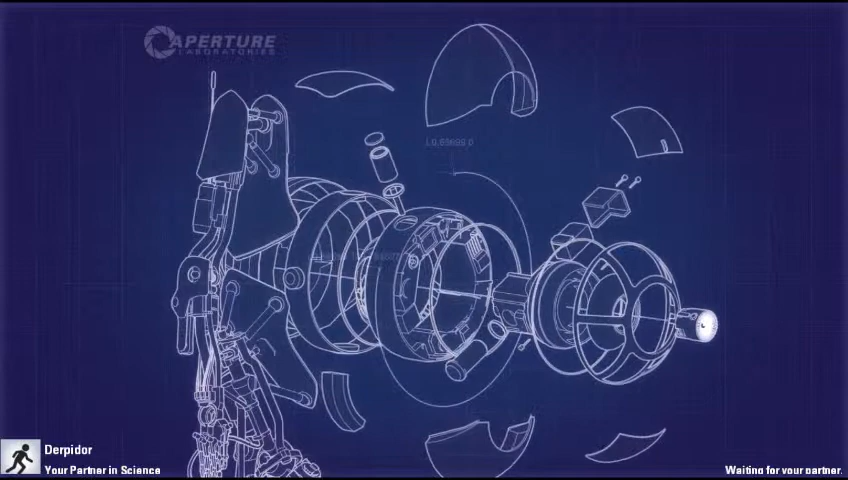 APERTURE
LABORATORIES
Derpidor
Your Partner in Science
Waiting for your partner.